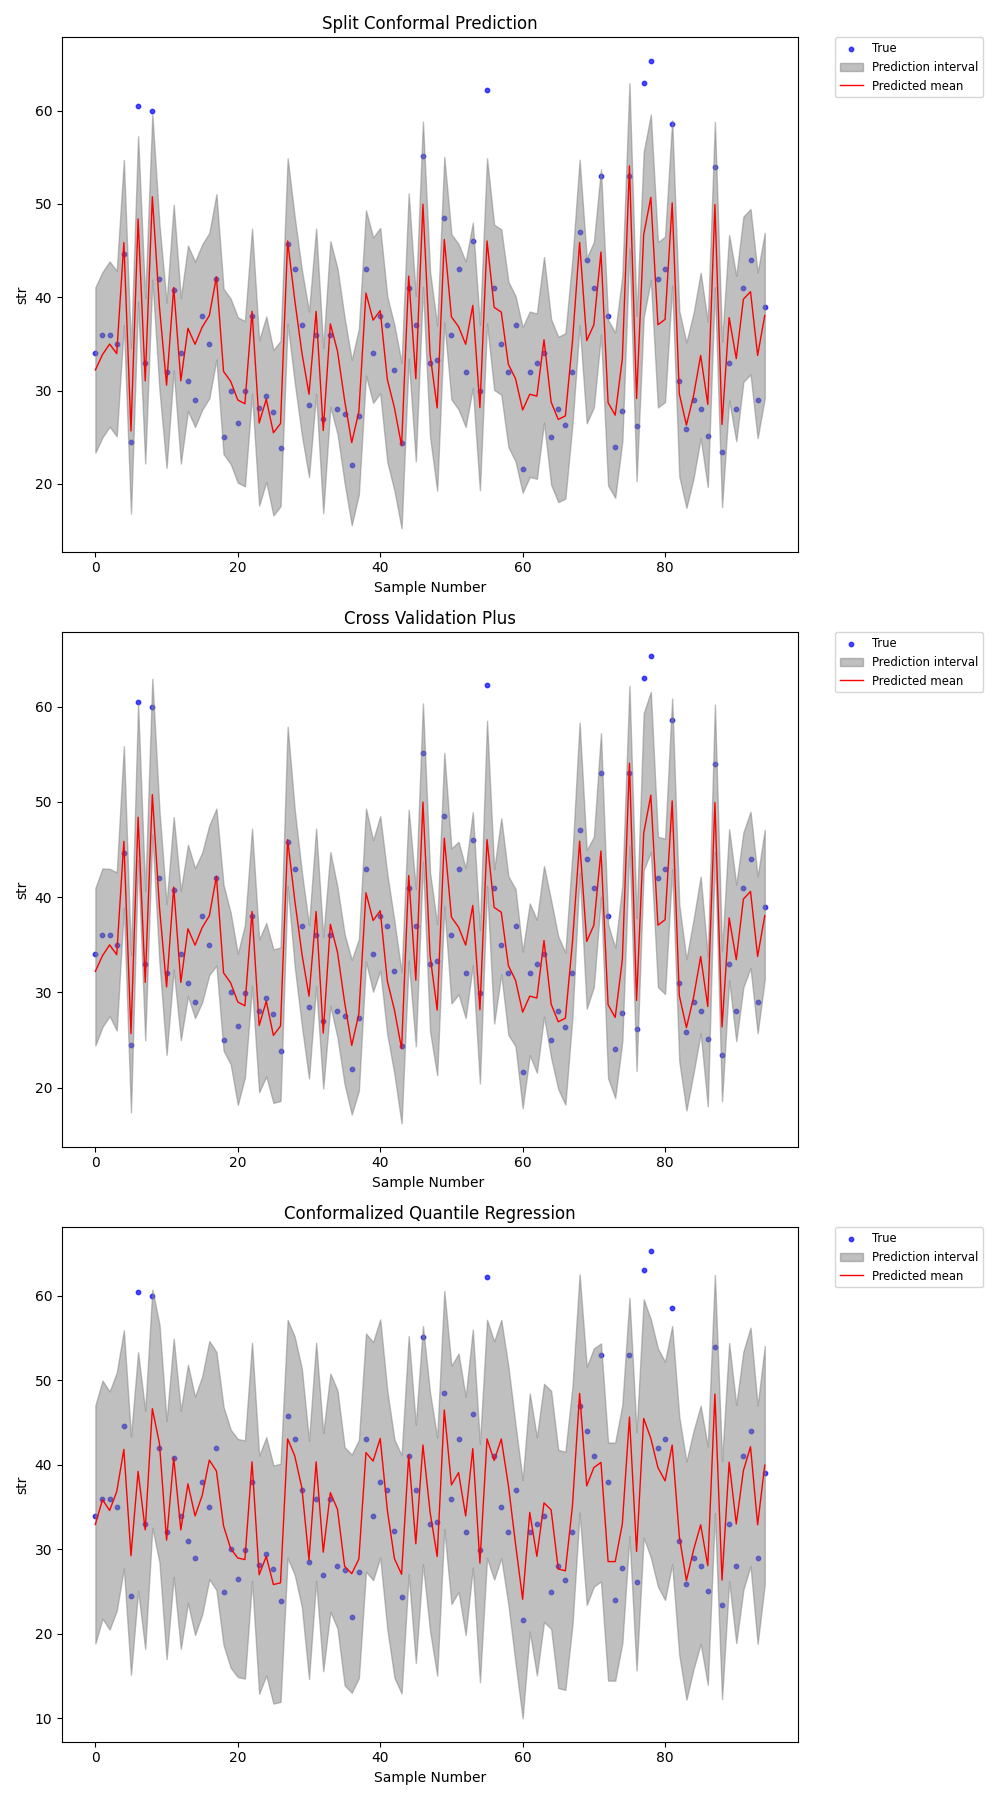 Split Conformal Prediction
True
Prediction interval
Predicted mean
60
50
40
30
20
str
0 20 40 60 80
Sample Number
Cross Validation Plus
True
Prediction interval
Predicted mean
60
50
40
30
20
str
0 20 40 60 80
Sample Number
Conformalized Quantile Regression
True
Prediction interval
Predicted mean
60
50
40
30
20
10
str
0 20 40 60 80
Sample Number